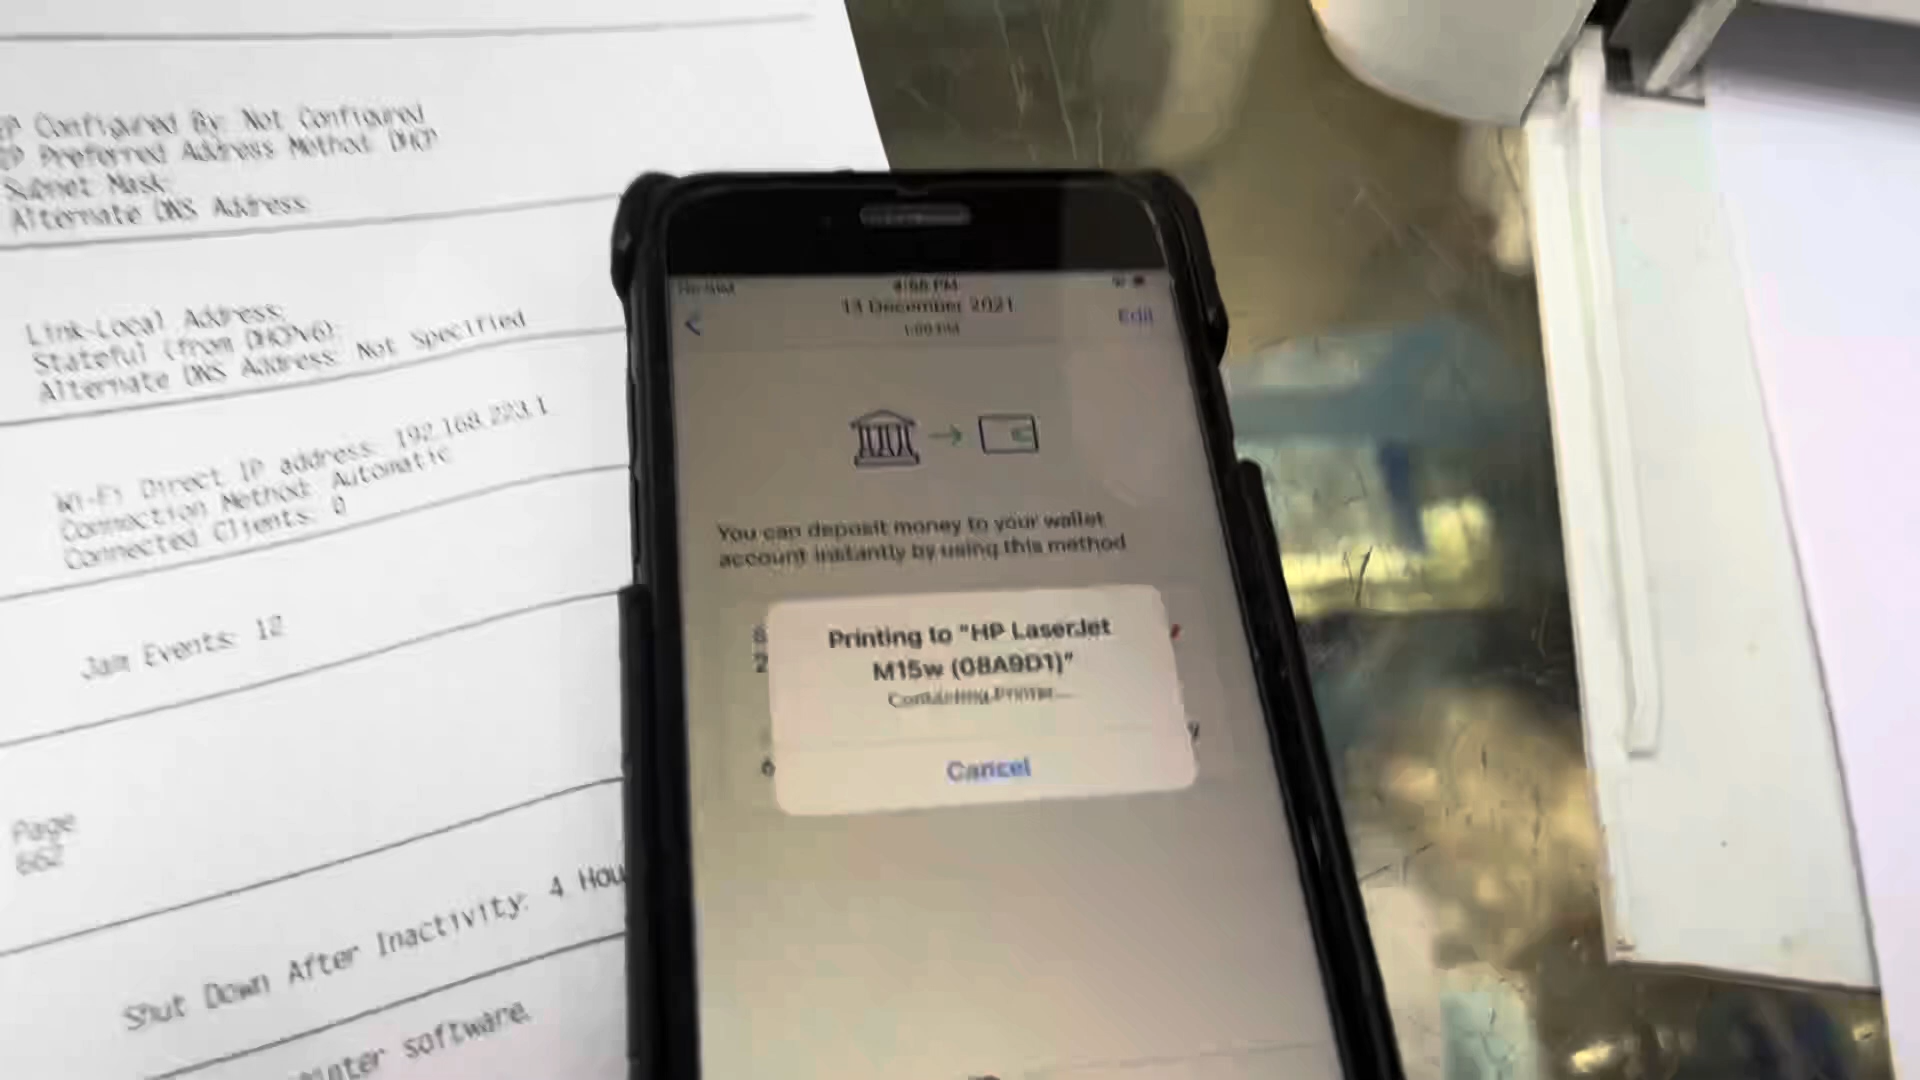 IP Configured By: Not Configured
IP Preferred Address Method: DHCP
Subnet Mask:
Alternate DNS Address:
Link-Local Address:
Stateful (from DHCPv6):
Alternate DNS Address: Not Specified
Wi-Fi Direct IP address: 192.168.223.1
Connection Method: Automatic
Connected Clients: 0
Jam Events: 12
Page
662
Shut Down After Inactivity: 4 Hou
software.
13 December 2021
Edit
You can deposit money to your wallet
account instantly by using this method
Printing to "HP LaserJet
M15w (08A9D1)"
Contacting Printer...
Cancel